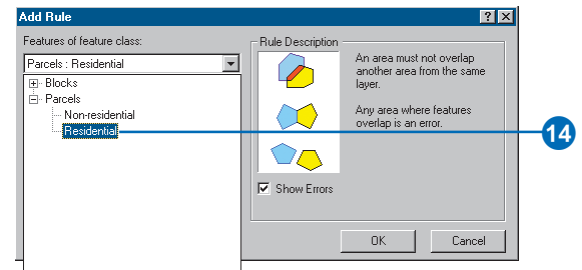 Add Rule
Features of feature class:
Parcels : Residential
Blocks
Parcels
Non-residential
Residential
Rule Description
An area must not overlap
another area from the same
layer.
Any area where features
overlap is an error.
Show Errors
OK
Cancel
14